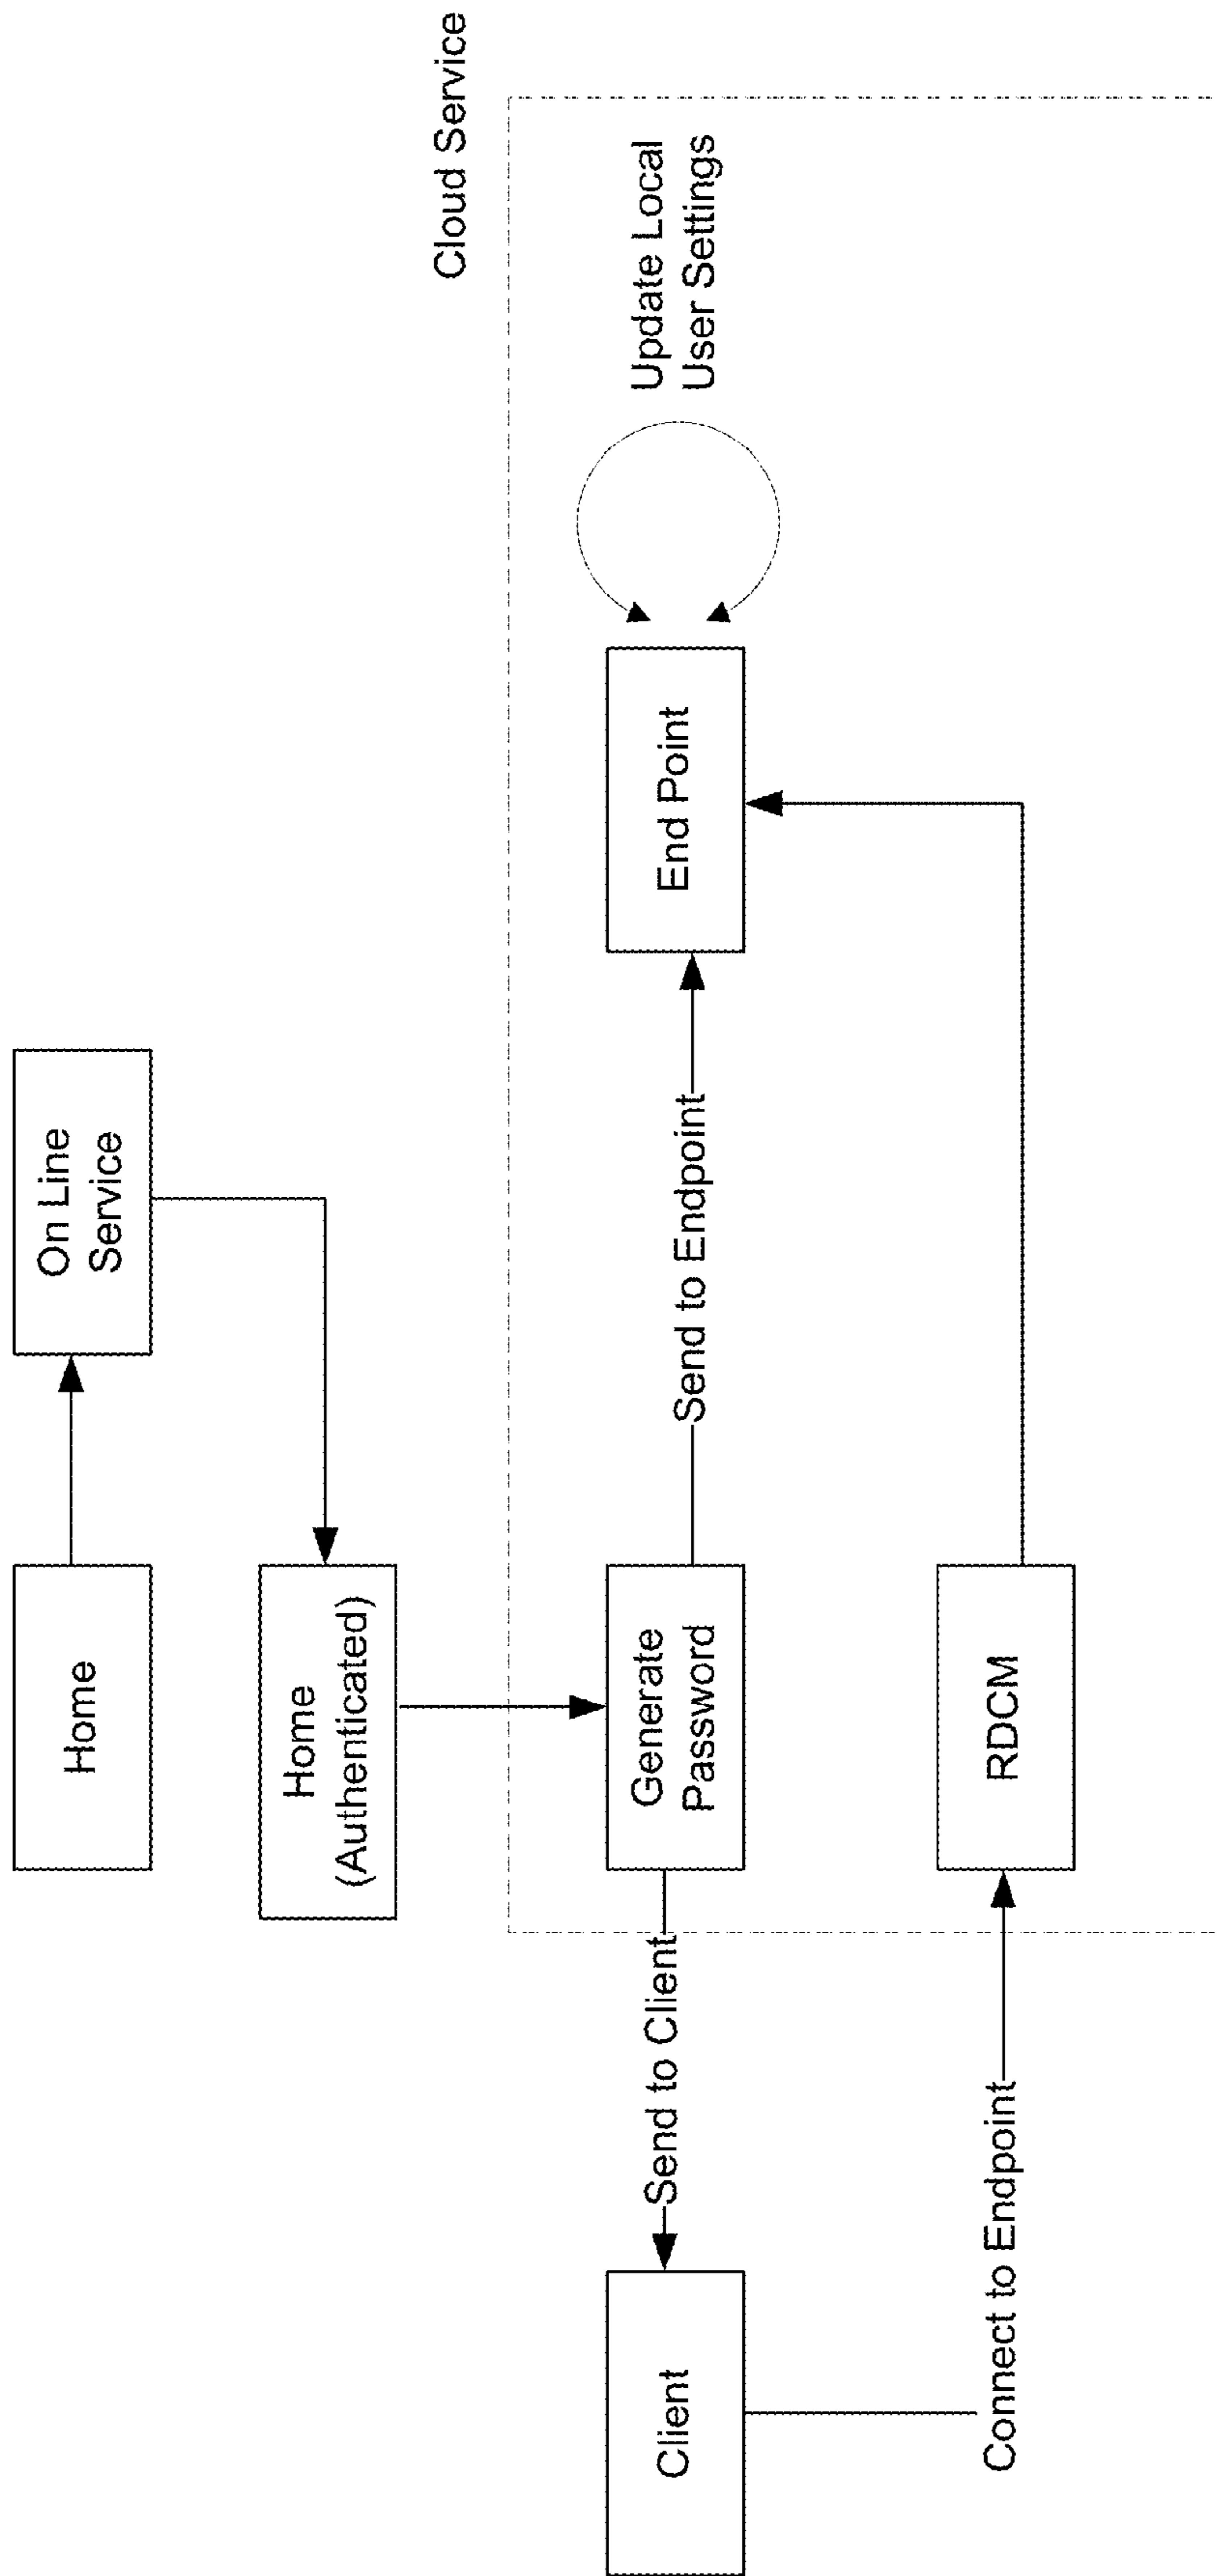 Home
On Line
Service
Home
(Authenticated)
Cloud Service
Client
Send to Client
Generate
Password
Send to Endpoint
End Point
Update Local
User Settings
Connect to Endpoint
RDCM